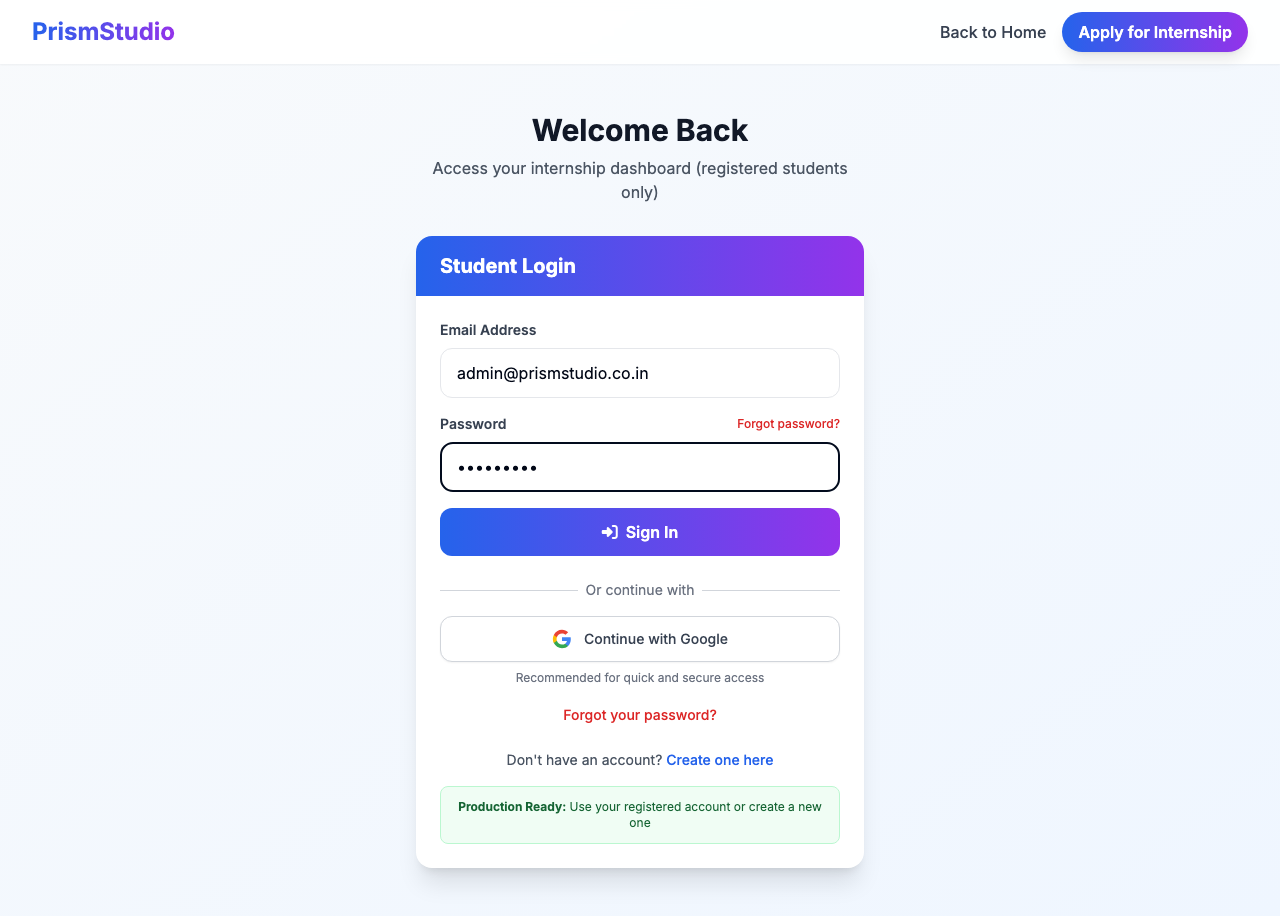 PrismStudio
Back to Home
Apply for Internship
Welcome Back
Access your internship dashboard (registered students
only)
Student Login
Email Address
admin@prismstudio.co.in
Password
Forgot password?
•••••••••
Sign In
Or continue with
Continue with Google
Recommended for quick and secure access
Forgot your password?
Don't have an account? Create one here
Production Ready: Use your registered account or create a new
one